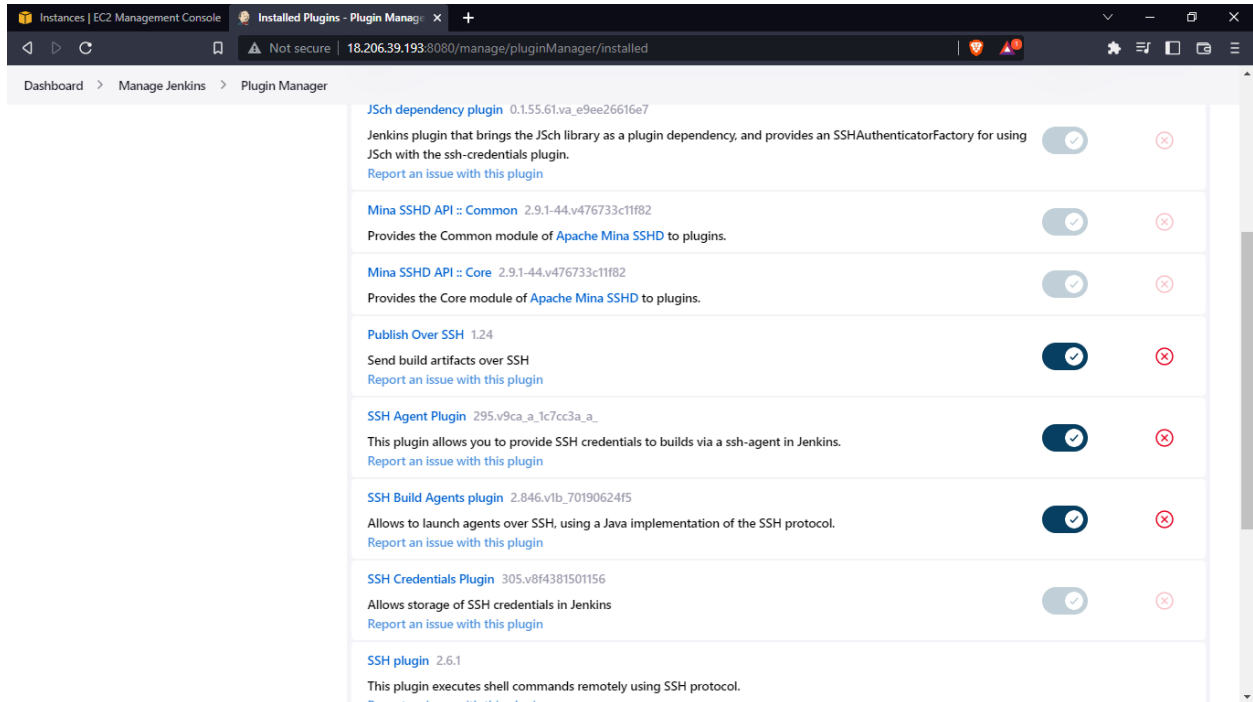 Instances | EC2 Management Console
Installed Plugins - Plugin Manage
Not secure | 18.206.39.193:8080/manage/pluginManager/installed
Dashboard > Manage Jenkins > Plugin Manager
JSch dependency plugin 0.1.55.61.va_e9ee26616e7
Jenkins plugin that brings the JSch library as a plugin dependency, and provides an SSHAuthenticatorFactory for using
JSch with the ssh-credentials plugin.
Report an issue with this plugin
Mina SSHD API :: Common 2.9.1-44.v476733c11f82
Provides the Common module of Apache Mina SSHD to plugins.
Mina SSHD API :: Core 2.9.1-44.v476733c11f82
Provides the Core module of Apache Mina SSHD to plugins.
Publish Over SSH 1.24
Send build artifacts over SSH
Report an issue with this plugin
SSH Agent Plugin 295.v9ca_a_1c7cc3a_a_
This plugin allows you to provide SSH credentials to builds via a ssh-agent in Jenkins.
Report an issue with this plugin
SSH Build Agents plugin 2.846.v1b_70190624f5
Allows to launch agents over SSH, using a Java implementation of the SSH protocol.
Report an issue with this plugin
SSH Credentials Plugin 305.v8f4381501156
Allows storage of SSH credentials in Jenkins
Report an issue with this plugin
SSH plugin 2.6.1
This plugin executes shell commands remotely using SSH protocol.